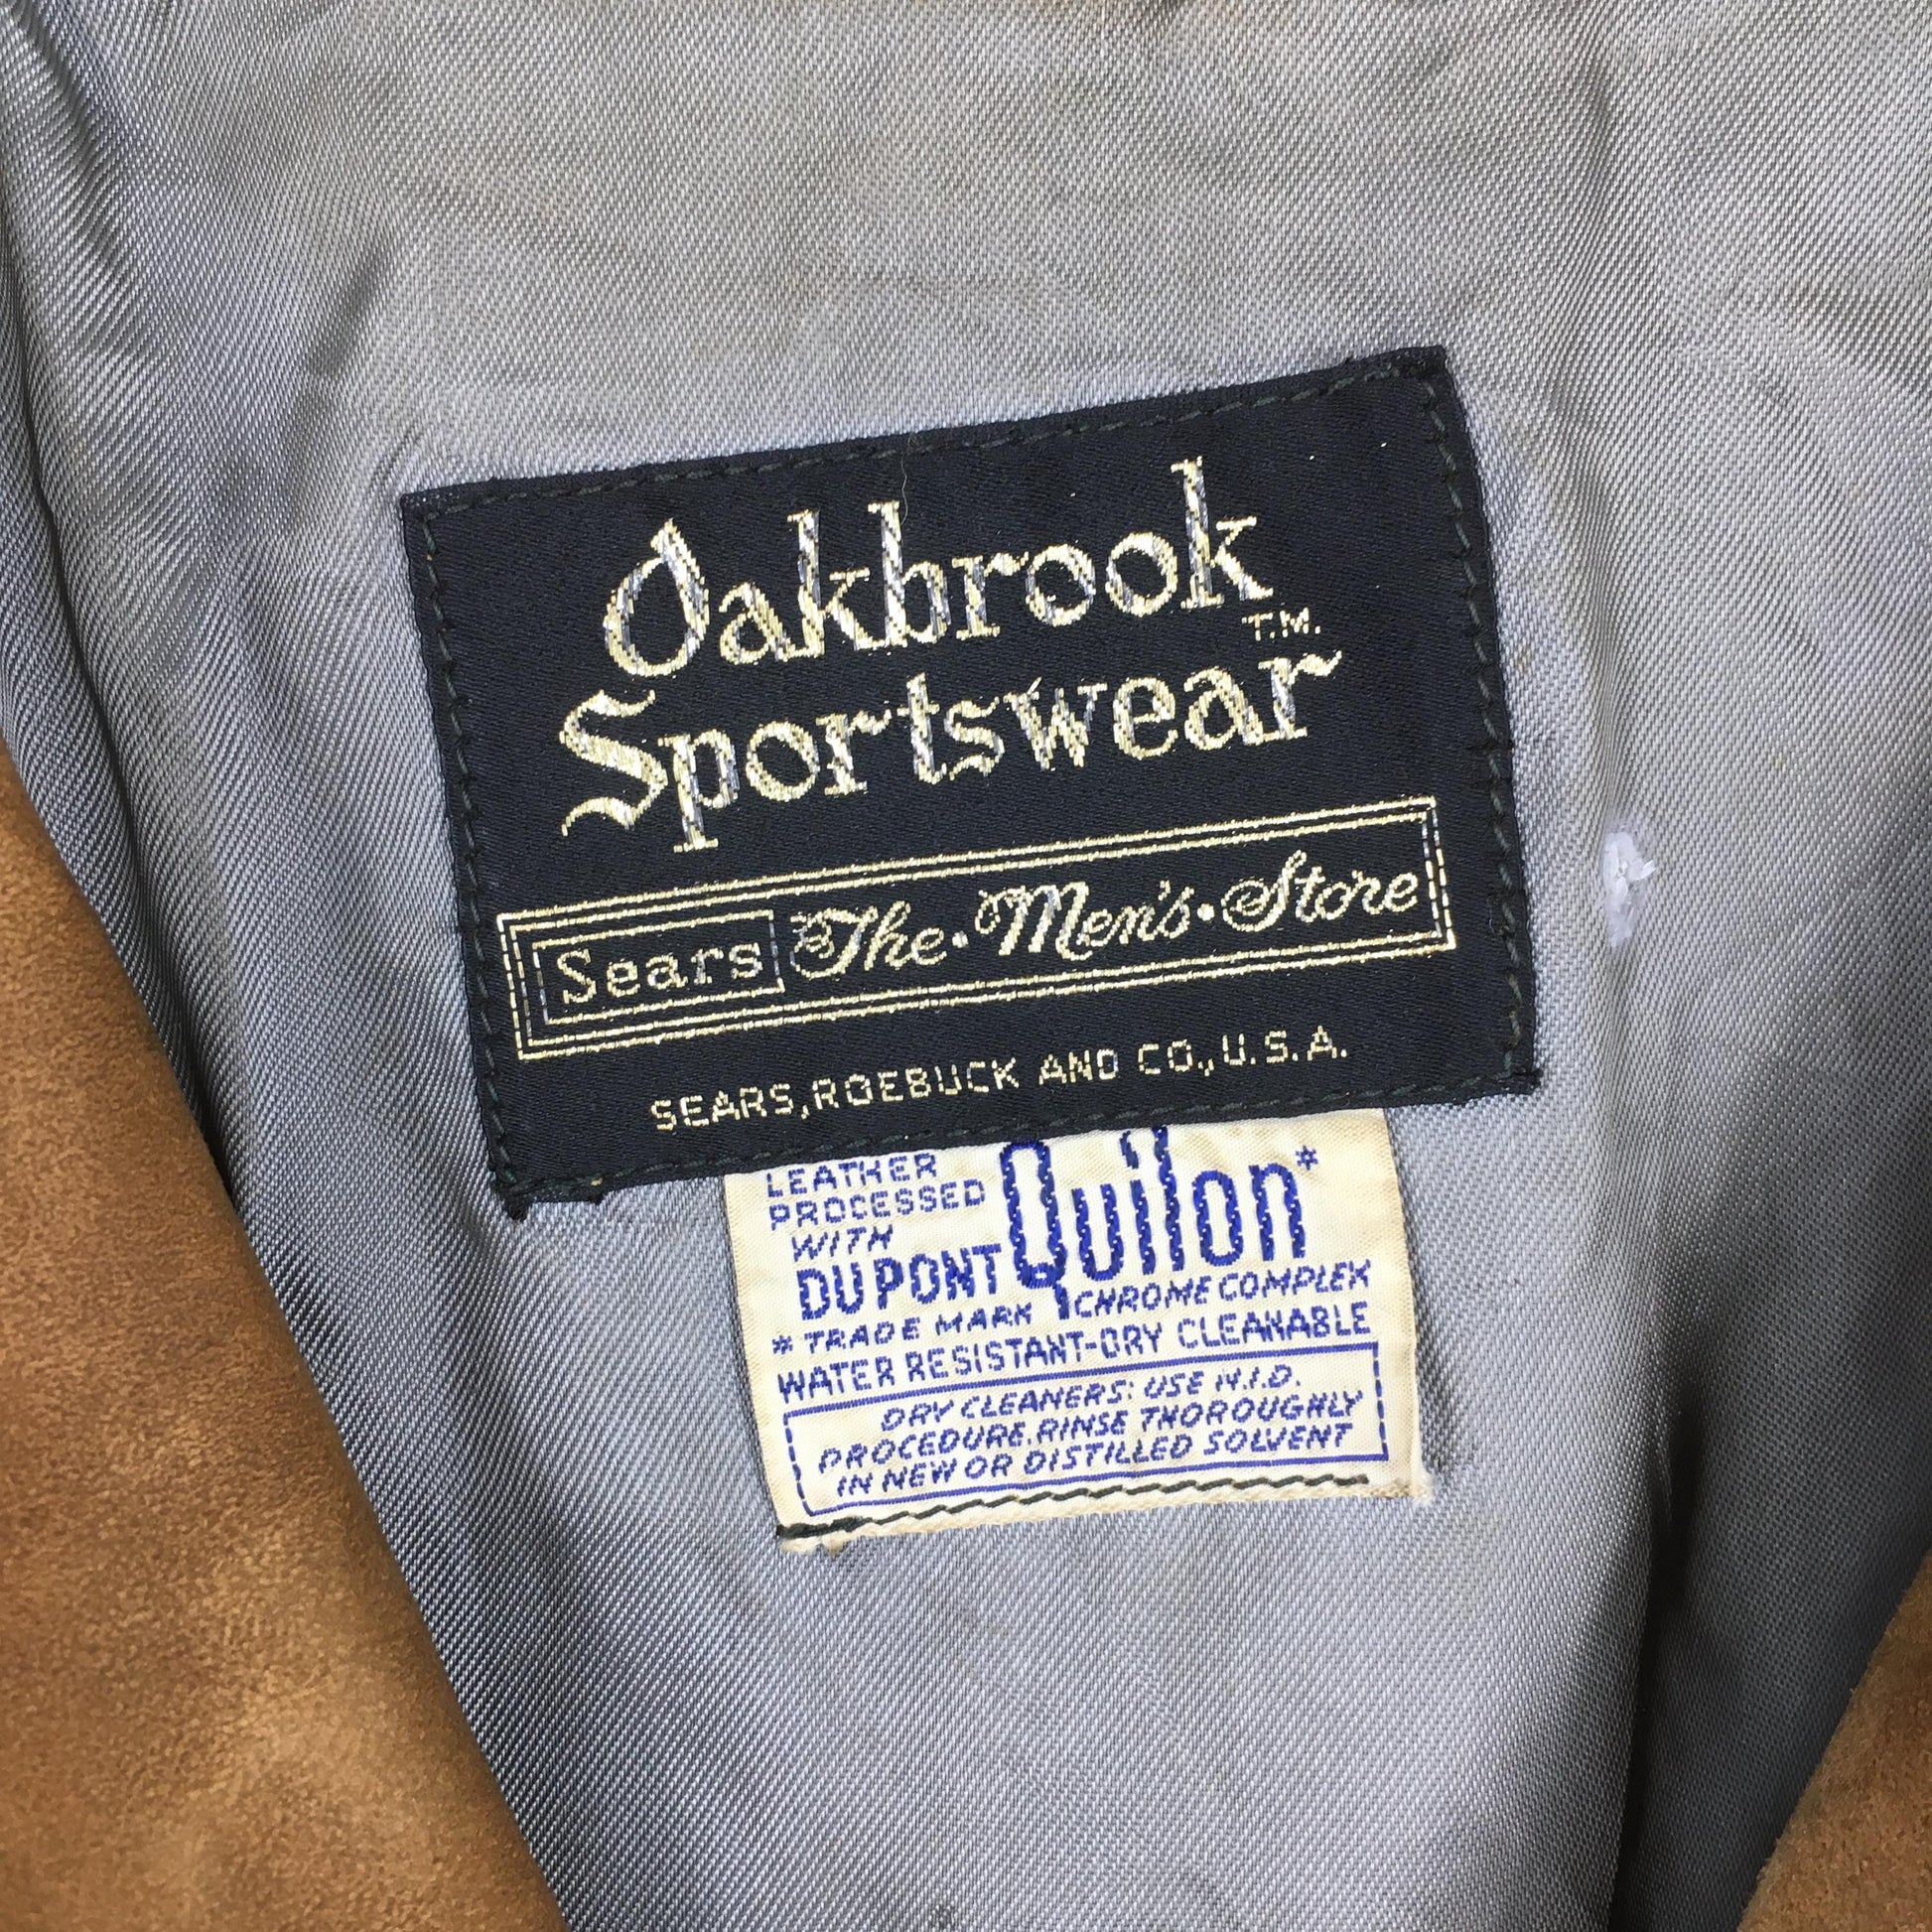 Oakbrook
T.M.
Sportswear
Sears The • Men's • Store
SEARS, ROEBUCK AND CO., U.S.A.
LEATHER
PROCESSED
WITH
DU PONT Quilon*
* TRADE MARK CHROME COMPLEX
WATER RESISTANT-DRY CLEANABLE
DRY CLEANERS: USE N.I.D.
PROCEDURE. RINSE THOROUGHLY
IN NEW OR DISTILLED SOLVENT